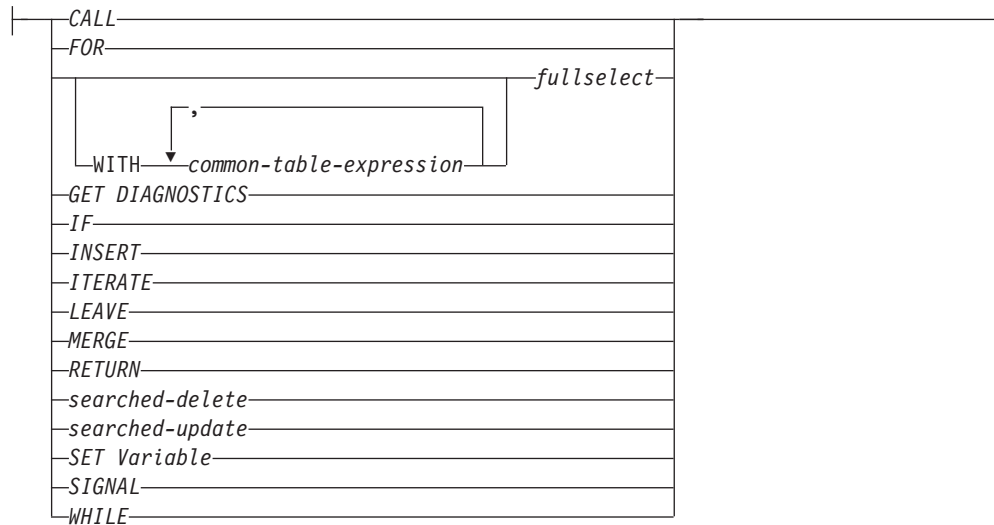 CALL
FOR
fullselect
,
WITH common-table-expression
GET DIAGNOSTICS
IF
INSERT
ITERATE
LEAVE
MERGE
RETURN
searched-delete
searched-update
SET Variable
SIGNAL
WHILE